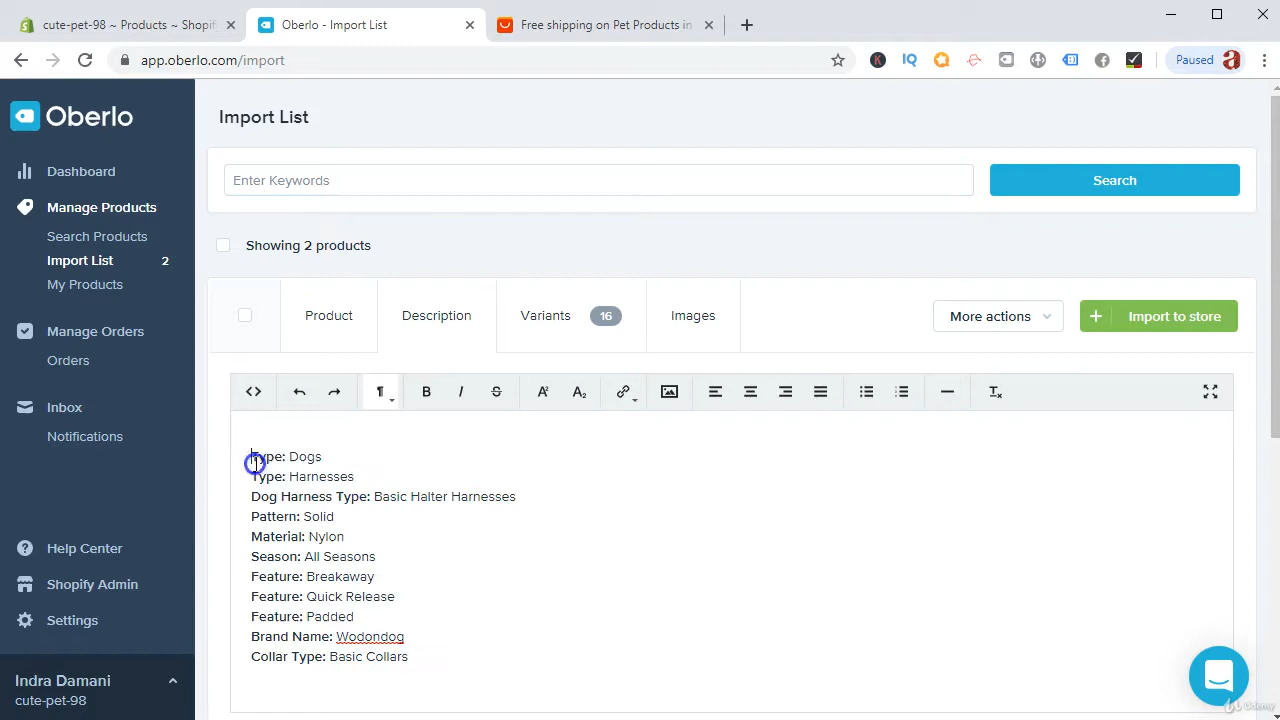 cute-pet-98 ~ Products ~ Shopif
Oberlo - Import List
Free shipping on Pet Products in
app.oberlo.com/import
IQ
Paused
Oberlo
Dashboard
Manage Products
Search Products
Import List 2
My Products
Manage Orders
Orders
Inbox
Notifications
Help Center
Shopify Admin
Settings
Indra Damani
cute-pet-98
Import List
Enter Keywords
Search
Showing 2 products
Product
Description
Variants 16
Images
More actions
+ Import to store
Type: Dogs
Type: Harnesses
Dog Harness Type: Basic Halter Harnesses
Pattern: Solid
Material: Nylon
Season: All Seasons
Feature: Breakaway
Feature: Quick Release
Feature: Padded
Brand Name: Wodondog
Collar Type: Basic Collars
Udemy